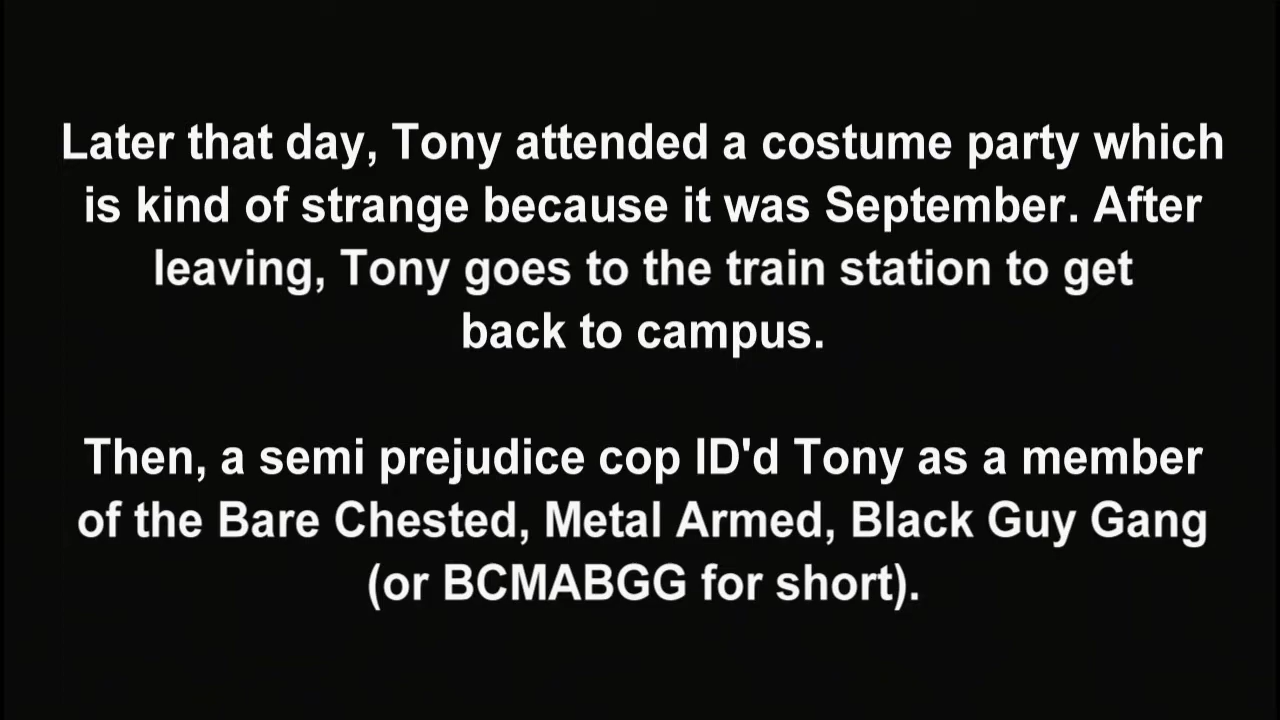 Later that day, Tony attended a costume party which
is kind of strange because it was September. After
leaving, Tony goes to the train station to get
back to campus.
Then, a semi prejudice cop ID'd Tony as a member
of the Bare Chested, Metal Armed, Black Guy Gang
(or BCMABGG for short).